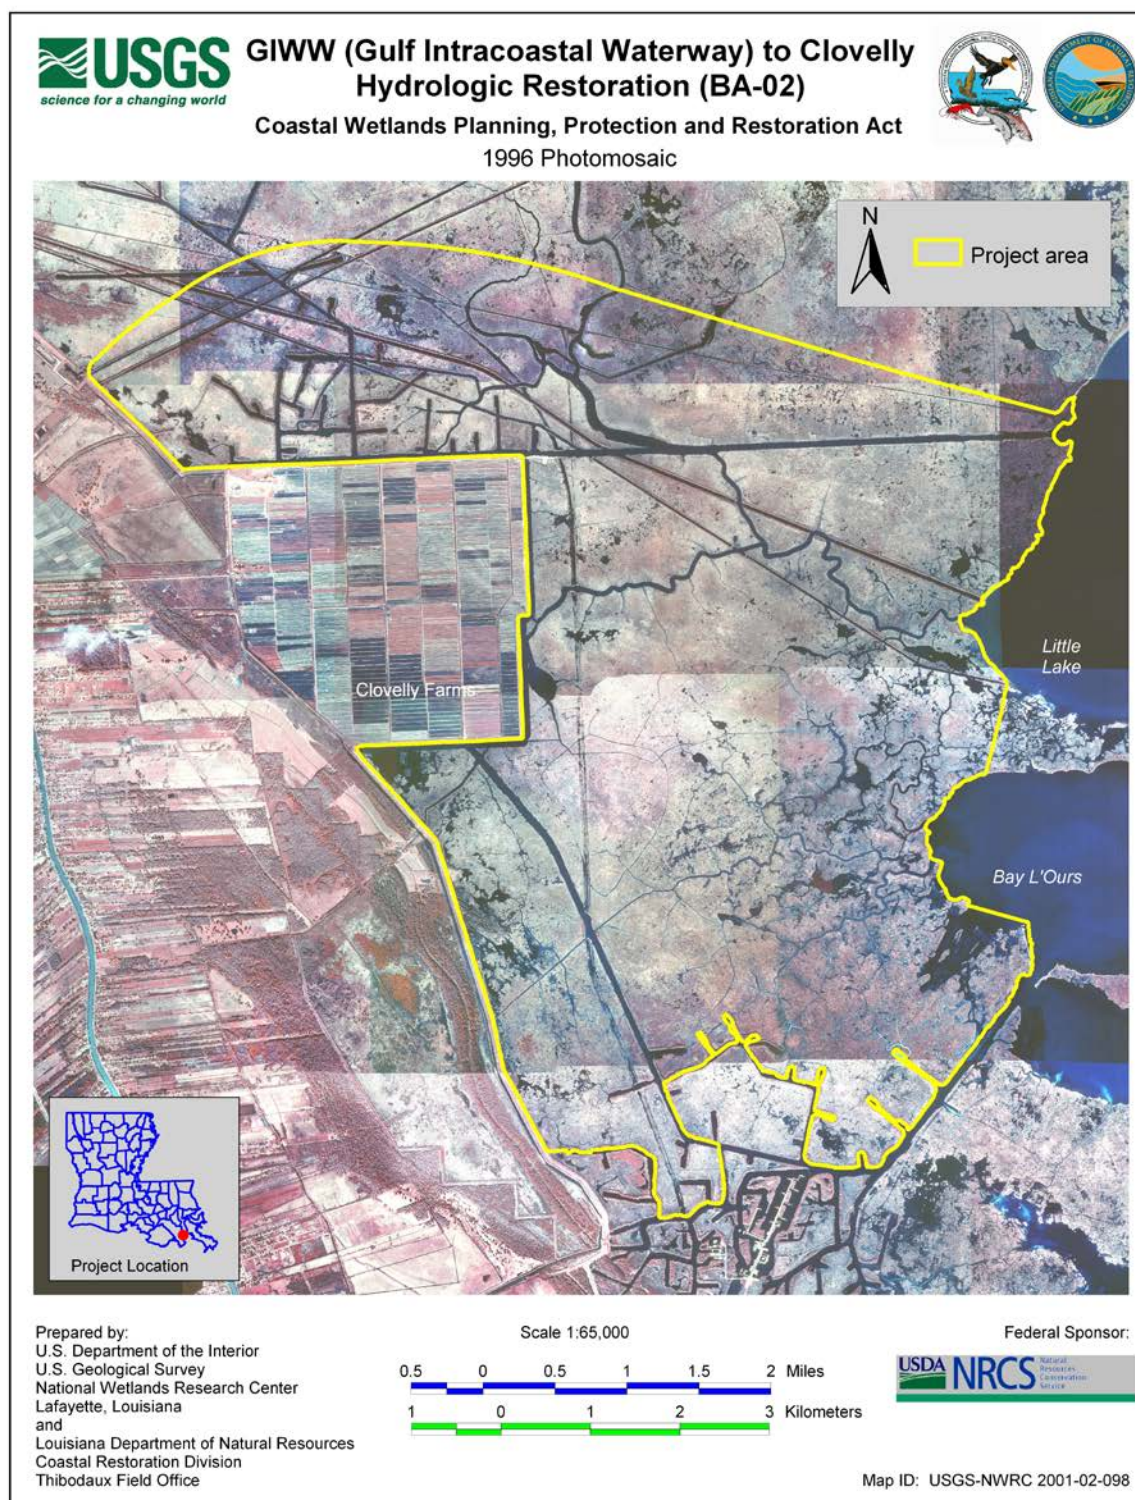 USGS
science for a changing world
GIWW (Gulf Intracoastal Waterway) to Clovelly
Hydrologic Restoration (BA-02)
Coastal Wetlands Planning, Protection and Restoration Act
1996 Photomosaic
N
Project area
Clovelly Farms
Little
Lake
Bay L'Ours
Project Location
Prepared by:
U.S. Department of the Interior
U.S. Geological Survey
National Wetlands Research Center
Lafayette, Louisiana
and
Louisiana Department of Natural Resources
Coastal Restoration Division
Thibodaux Field Office
Scale 1:65,000
0.5 0 0.5 1 1.5 2 Miles
1 0 1 2 3 Kilometers
Federal Sponsor:
USDA NRCS
Natural
Resources
Conservation
Service
Map ID: USGS-NWRC 2001-02-098